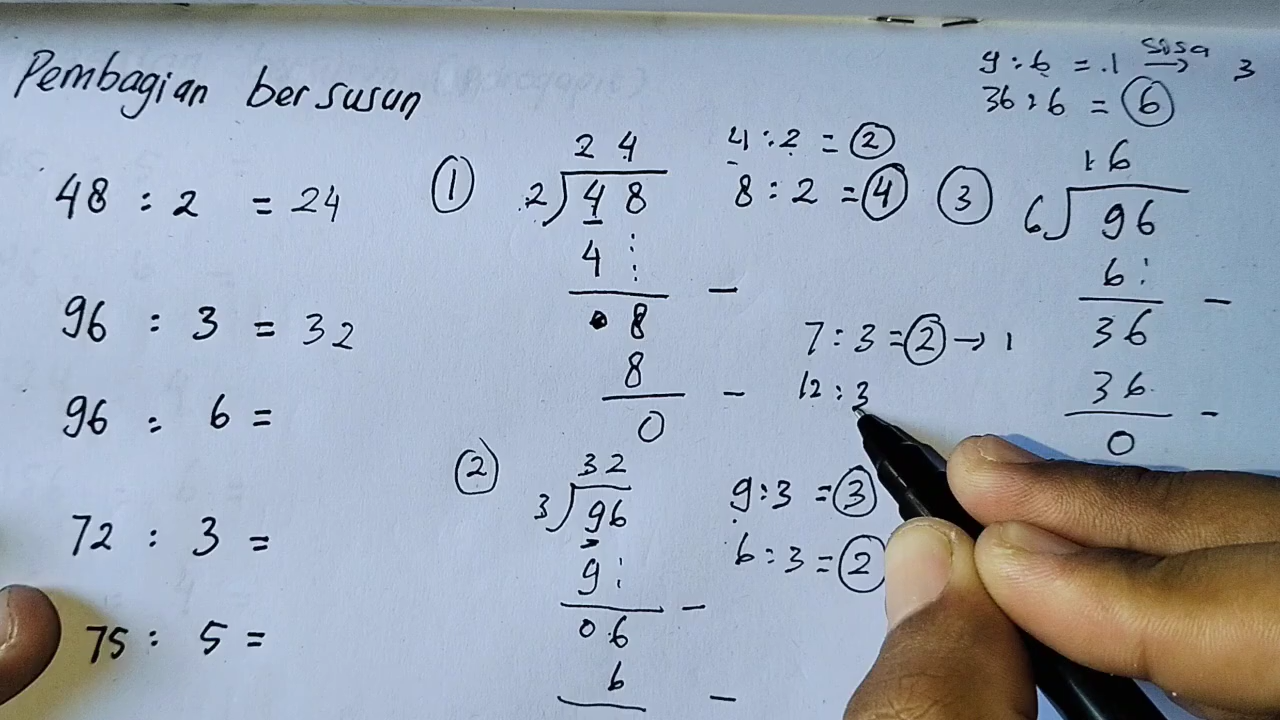 Pembagian bersusun
48 : 2 = 24
96 : 3 = 32
96 : 6 =
72 : 3 =
75 : 5 =
1
24
2 48
4
8
8
0
4 : 2 = 2
8 : 2 = 4
2
32
3 96
9
06
6
9 : 3 = 3
6 : 3 = 2
9 : 6 = 1 sisa → 3
36 : 6 = 6
3
16
6 96
6
36
36
0
7 : 3 = 2 → 1
12 : 3